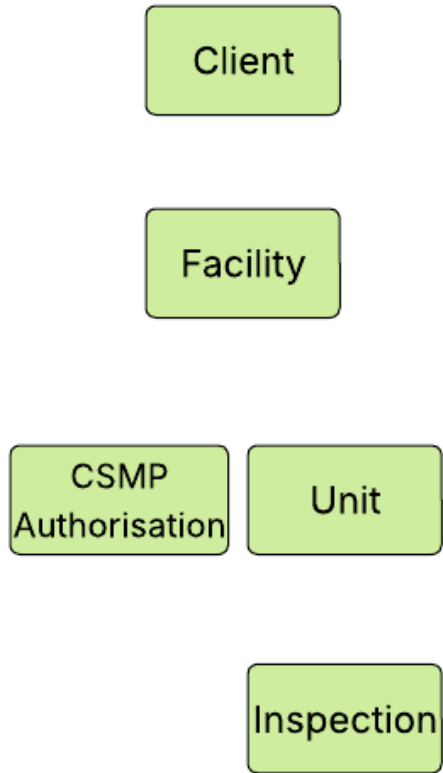 Client
Facility
CSMP
Authorisation
Unit
Inspection